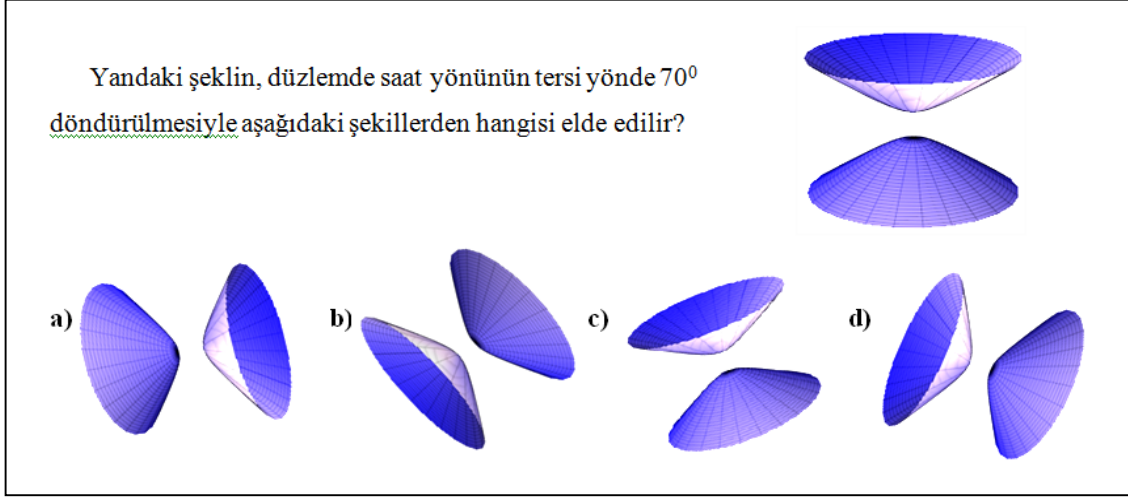 Yandaki şeklin, düzlemde saat yönünün tersi yönde 70⁰
döndürülmesiyle aşağıdaki şekillerden hangisi elde edilir?
a) b) c) d)